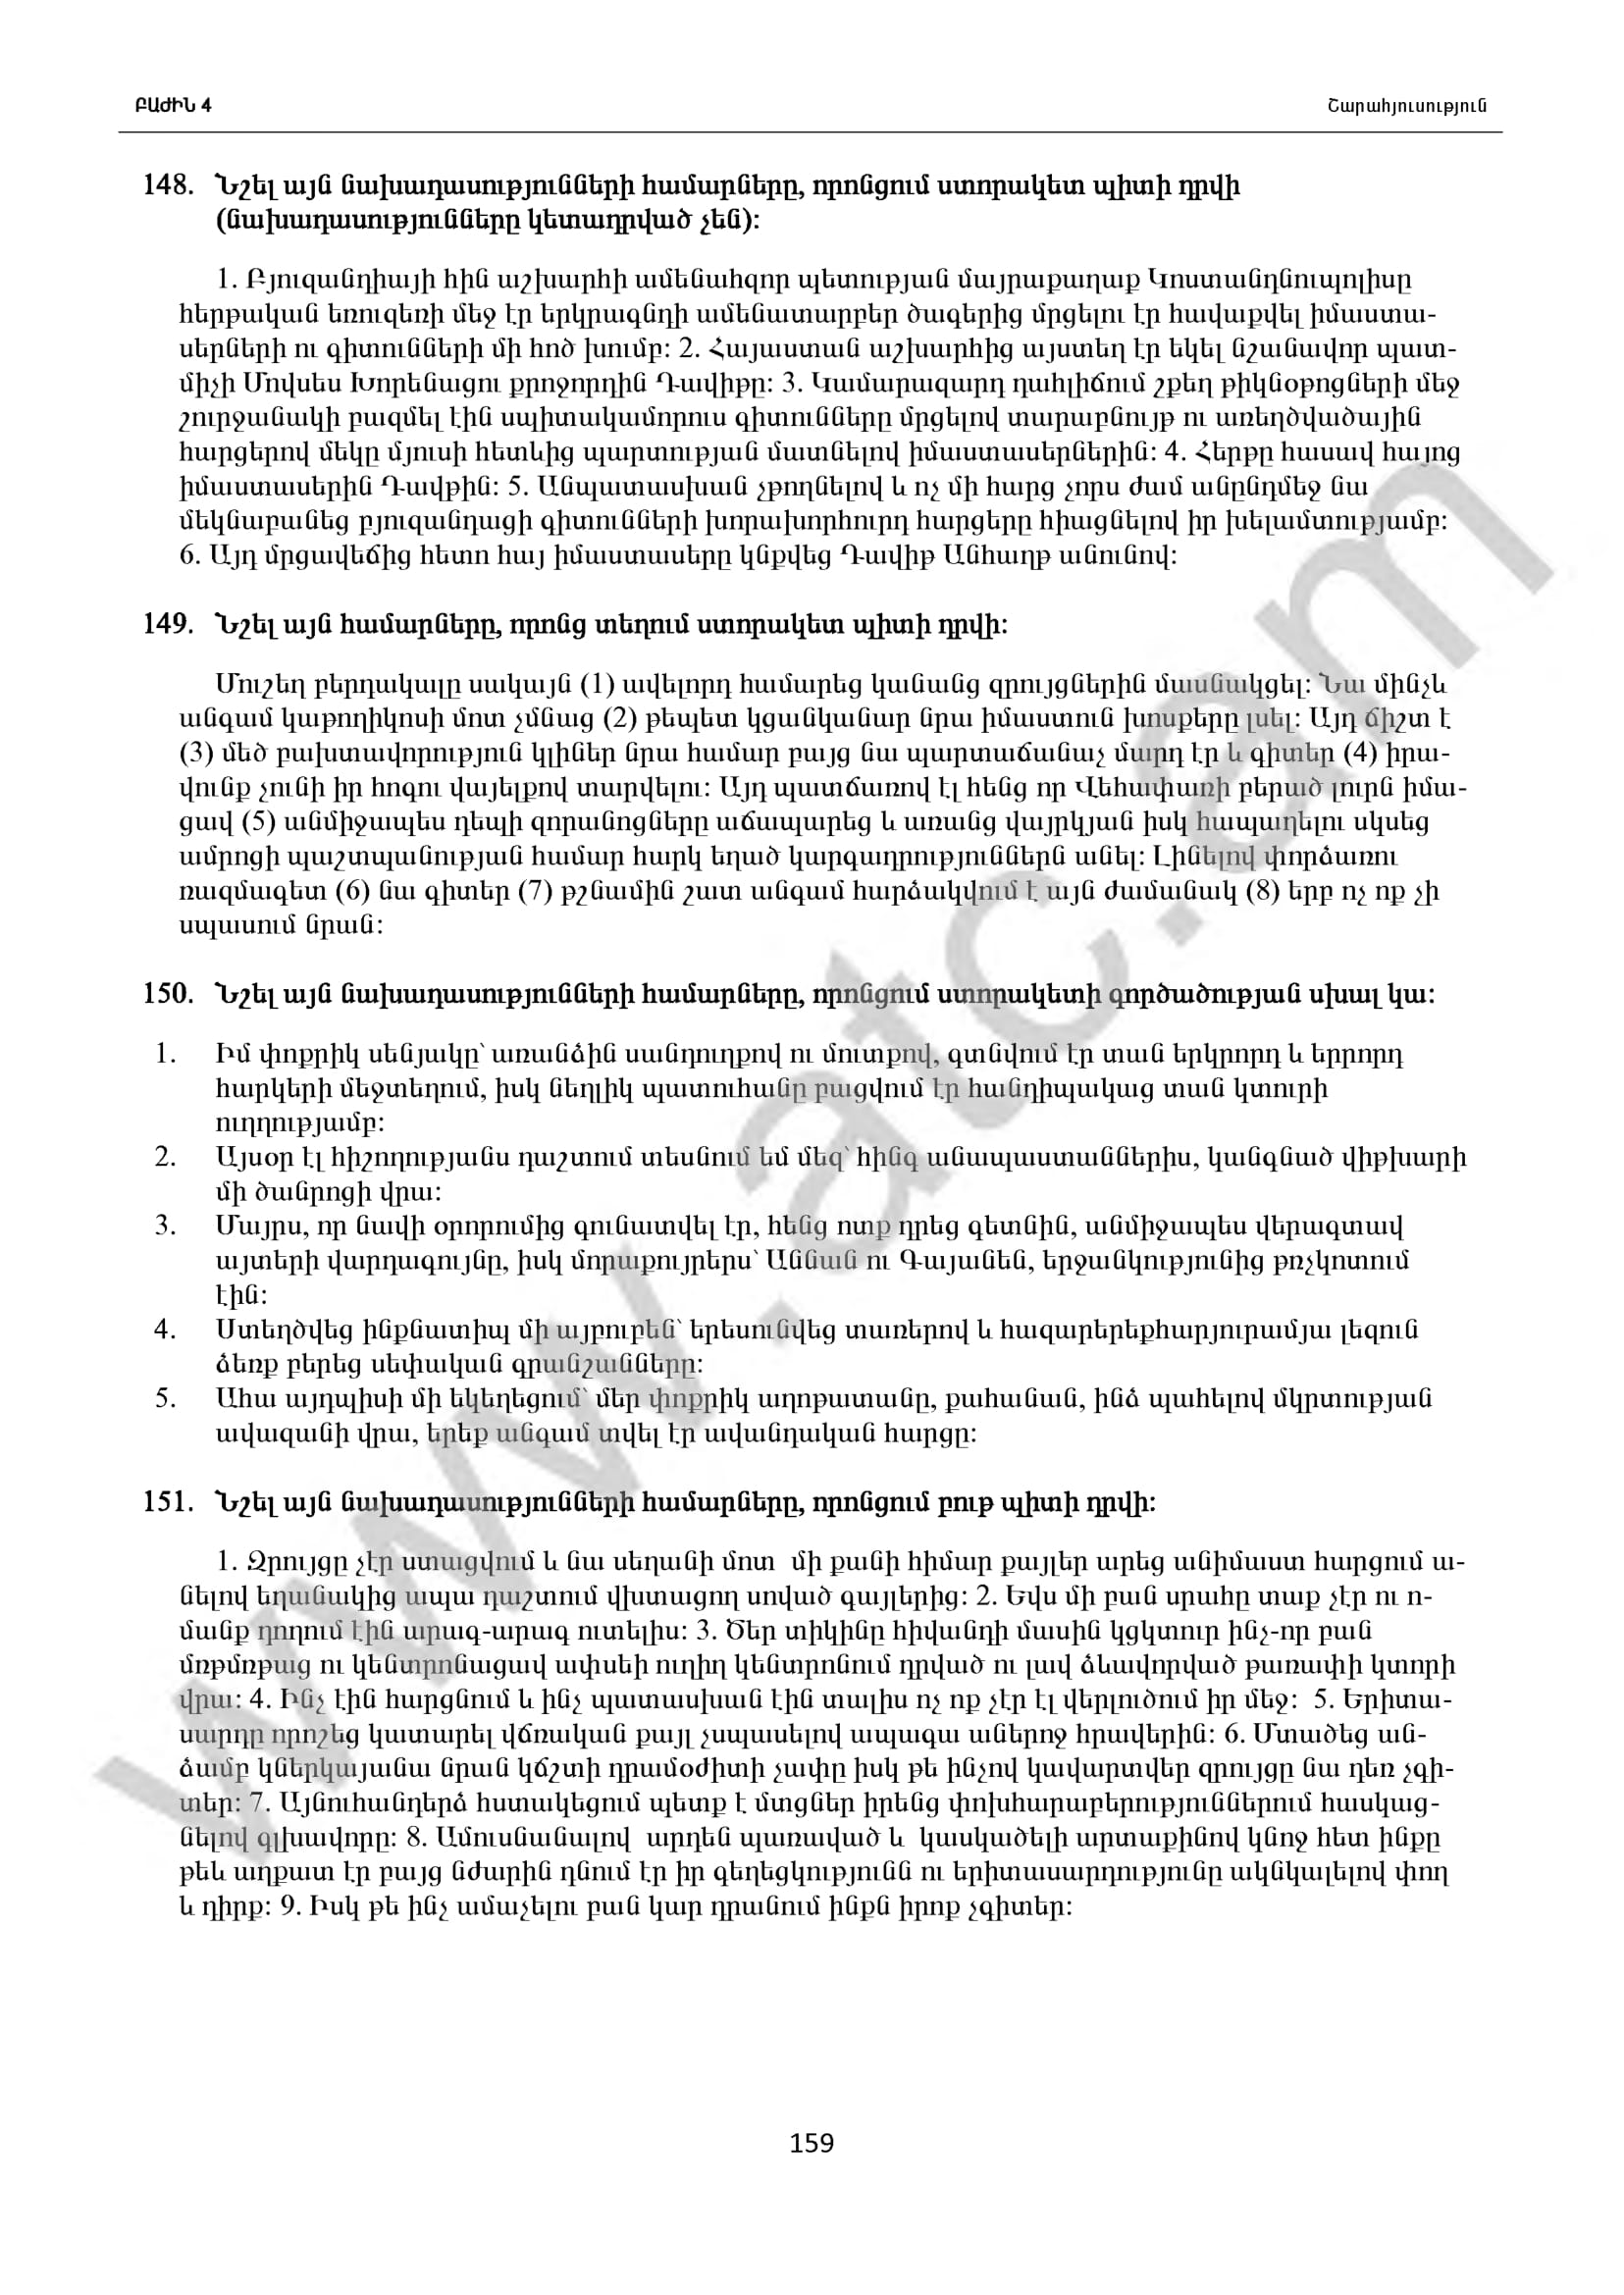 ԲԱԺԻՆ 4
Շարահյուսություն
148. Նշել այն նախադասությունների համարները, որոնցում ստորակետ պիտի դրվի
(նախադասությունները կետադրված չեն):
1. Բյուզանդիայի հին աշխարհի ամենահզոր պետության մայրաքաղաք Կոստանդնուպոլիսը
հերթական եռուզեռի մեջ էր երկրագնդի ամենատարբեր ծագերից մրցելու էր հավաքվել իմաստա-
սերների ու գիտունների մի հոծ խումբ: 2. Հայաստան աշխարհից այստեղ էր եկել նշանավոր պատ-
միչի Մովսես Խորենացու քրոջորդին Դավիթը: 3. Կամարազարդ դահլիճում շքեղ թիկնօթոցների մեջ
շուրջանակի բազմել էին սպիտակամորուս գիտունները մրցելով տարաբնույթ ու առեղծվածային
հարցերով մեկը մյուսի հետևից պարտության մատնելով իմաստասերներին: 4. Հերթը հասավ հայոց
իմաստասերին Դավթին: 5. Անպատասխան չթողնելով և ոչ մի հարց չորս ժամ անընդմեջ նա
մեկնաբանեց բյուզանդացի գիտունների խորախորհուրդ հարցերը հիացնելով իր խելամտությամբ:
6. Այդ մրցավեճից հետո հայ իմաստասերը կնքվեց Դավիթ Անհաղթ անունով:
149. Նշել այն համարները, որոնց տեղում ստորակետ պիտի դրվի:
Մուշեղ բերդակալը սակայն (1) ավելորդ համարեց կանանց զրույցներին մասնակցել: Նա մինչև
անգամ կաթողիկոսի մոտ չմնաց (2) թեպետ կցանկանար նրա իմաստուն խոսքերը լսել: Այդ ճիշտ է
(3) մեծ բախտավորություն կլիներ նրա համար բայց նա պարտաճանաչ մարդ էր և գիտեր (4) իրա-
վունք չունի իր հոգու վայելքով տարվելու: Այդ պատճառով էլ հենց որ Վեհափառի բերած լուրն իմա-
ցավ (5) անմիջապես դեպի զորանոցները աճապարեց և առանց վայրկյան իսկ հապաղելու սկսեց
ամրոցի պաշտպանության համար հարկ եղած կարգադրություններն անել: Լինելով փորձառու
ռազմագետ (6) նա գիտեր (7) թշնամին շատ անգամ հարձակվում է այն ժամանակ (8) երբ ոչ ոք չի
սպասում նրան:
150. Նշել այն նախադասությունների համարները, որոնցում ստորակետի գործածության սխալ կա:
1. Իմ փոքրիկ սենյակը՝ առանձին սանդուղքով ու մուտքով, գտնվում էր տան երկրորդ և երրորդ
հարկերի մեջտեղում, իսկ նեղլիկ պատուհանը բացվում էր հանդիպակաց տան կտուրի
ուղղությամբ:
2. Այսօր էլ հիշողությանս դաշտում տեսնում եմ մեզ՝ հինգ անապաստաններիս, կանգնած վիթխարի
մի ծանրոցի վրա:
3. Մայրս, որ նավի օրորումից գունատվել էր, հենց ոտք դրեց գետնին, անմիջապես վերագտավ
այտերի վարդագույնը, իսկ մորաքույրերս՝ Աննան ու Գայանեն, երջանկությունից թռչկոտում
էին:
4. Ստեղծվեց ինքնատիպ մի այբուբեն՝ երեսունվեց տառերով և հազարերեքհարյուրամյա լեզուն
ձեռք բերեց սեփական գրանշանները:
5. Ահա այդպիսի մի եկեղեցում՝ մեր փոքրիկ աղոթատանը, քահանան, ինձ պահելով մկրտության
ավազանի վրա, երեք անգամ տվել էր ավանդական հարցը:
151. Նշել այն նախադասությունների համարները, որոնցում բութ պիտի դրվի:
1. Զրույցը չէր ստացվում և նա սեղանի մոտ մի քանի հիմար քայլեր արեց անիմաստ հարցում ա-
նելով եղանակից ապա դաշտում վխտացող սոված գայլերից: 2. Եվս մի բան սրահը տաք չէր ու ո-
մանք դողում էին արագ-արագ ուտելիս: 3. Ծեր տիկինը հիվանդի մասին կցկտուր ինչ-որ բան
մռթմռթաց ու կենտրոնացավ ափսեի ուղիղ կենտրոնում դրված ու լավ ձևավորված թառափի կտորի
վրա: 4. Ինչ էին հարցնում և ինչ պատասխան էին տալիս ոչ ոք չէր էլ վերլուծում իր մեջ: 5. Երիտա-
սարդը որոշեց կատարել վճռական քայլ չսպասելով ապագա աներոջ հրավերին: 6. Մտածեց ան-
ձամբ կներկայանա նրան կճշտի դրամօժիտի չափը իսկ թե ինչով կավարտվեր զրույցը նա դեռ չգի-
տեր: 7. Այնուհանդերձ հստակեցում պետք է մտցներ իրենց փոխհարաբերություններում հասկաց-
նելով գլխավորը: 8. Ամուսնանալով արդեն պառաված և կասկածելի արտաքինով կնոջ հետ ինքը
թեև աղքատ էր բայց նժարին դնում էր իր գեղեցկությունն ու երիտասարդությունը ակնկալելով փող
և դիրք: 9. Իսկ թե ինչ ամաչելու բան կար դրանում ինքն իրոք չգիտեր:
159
www.atc.am